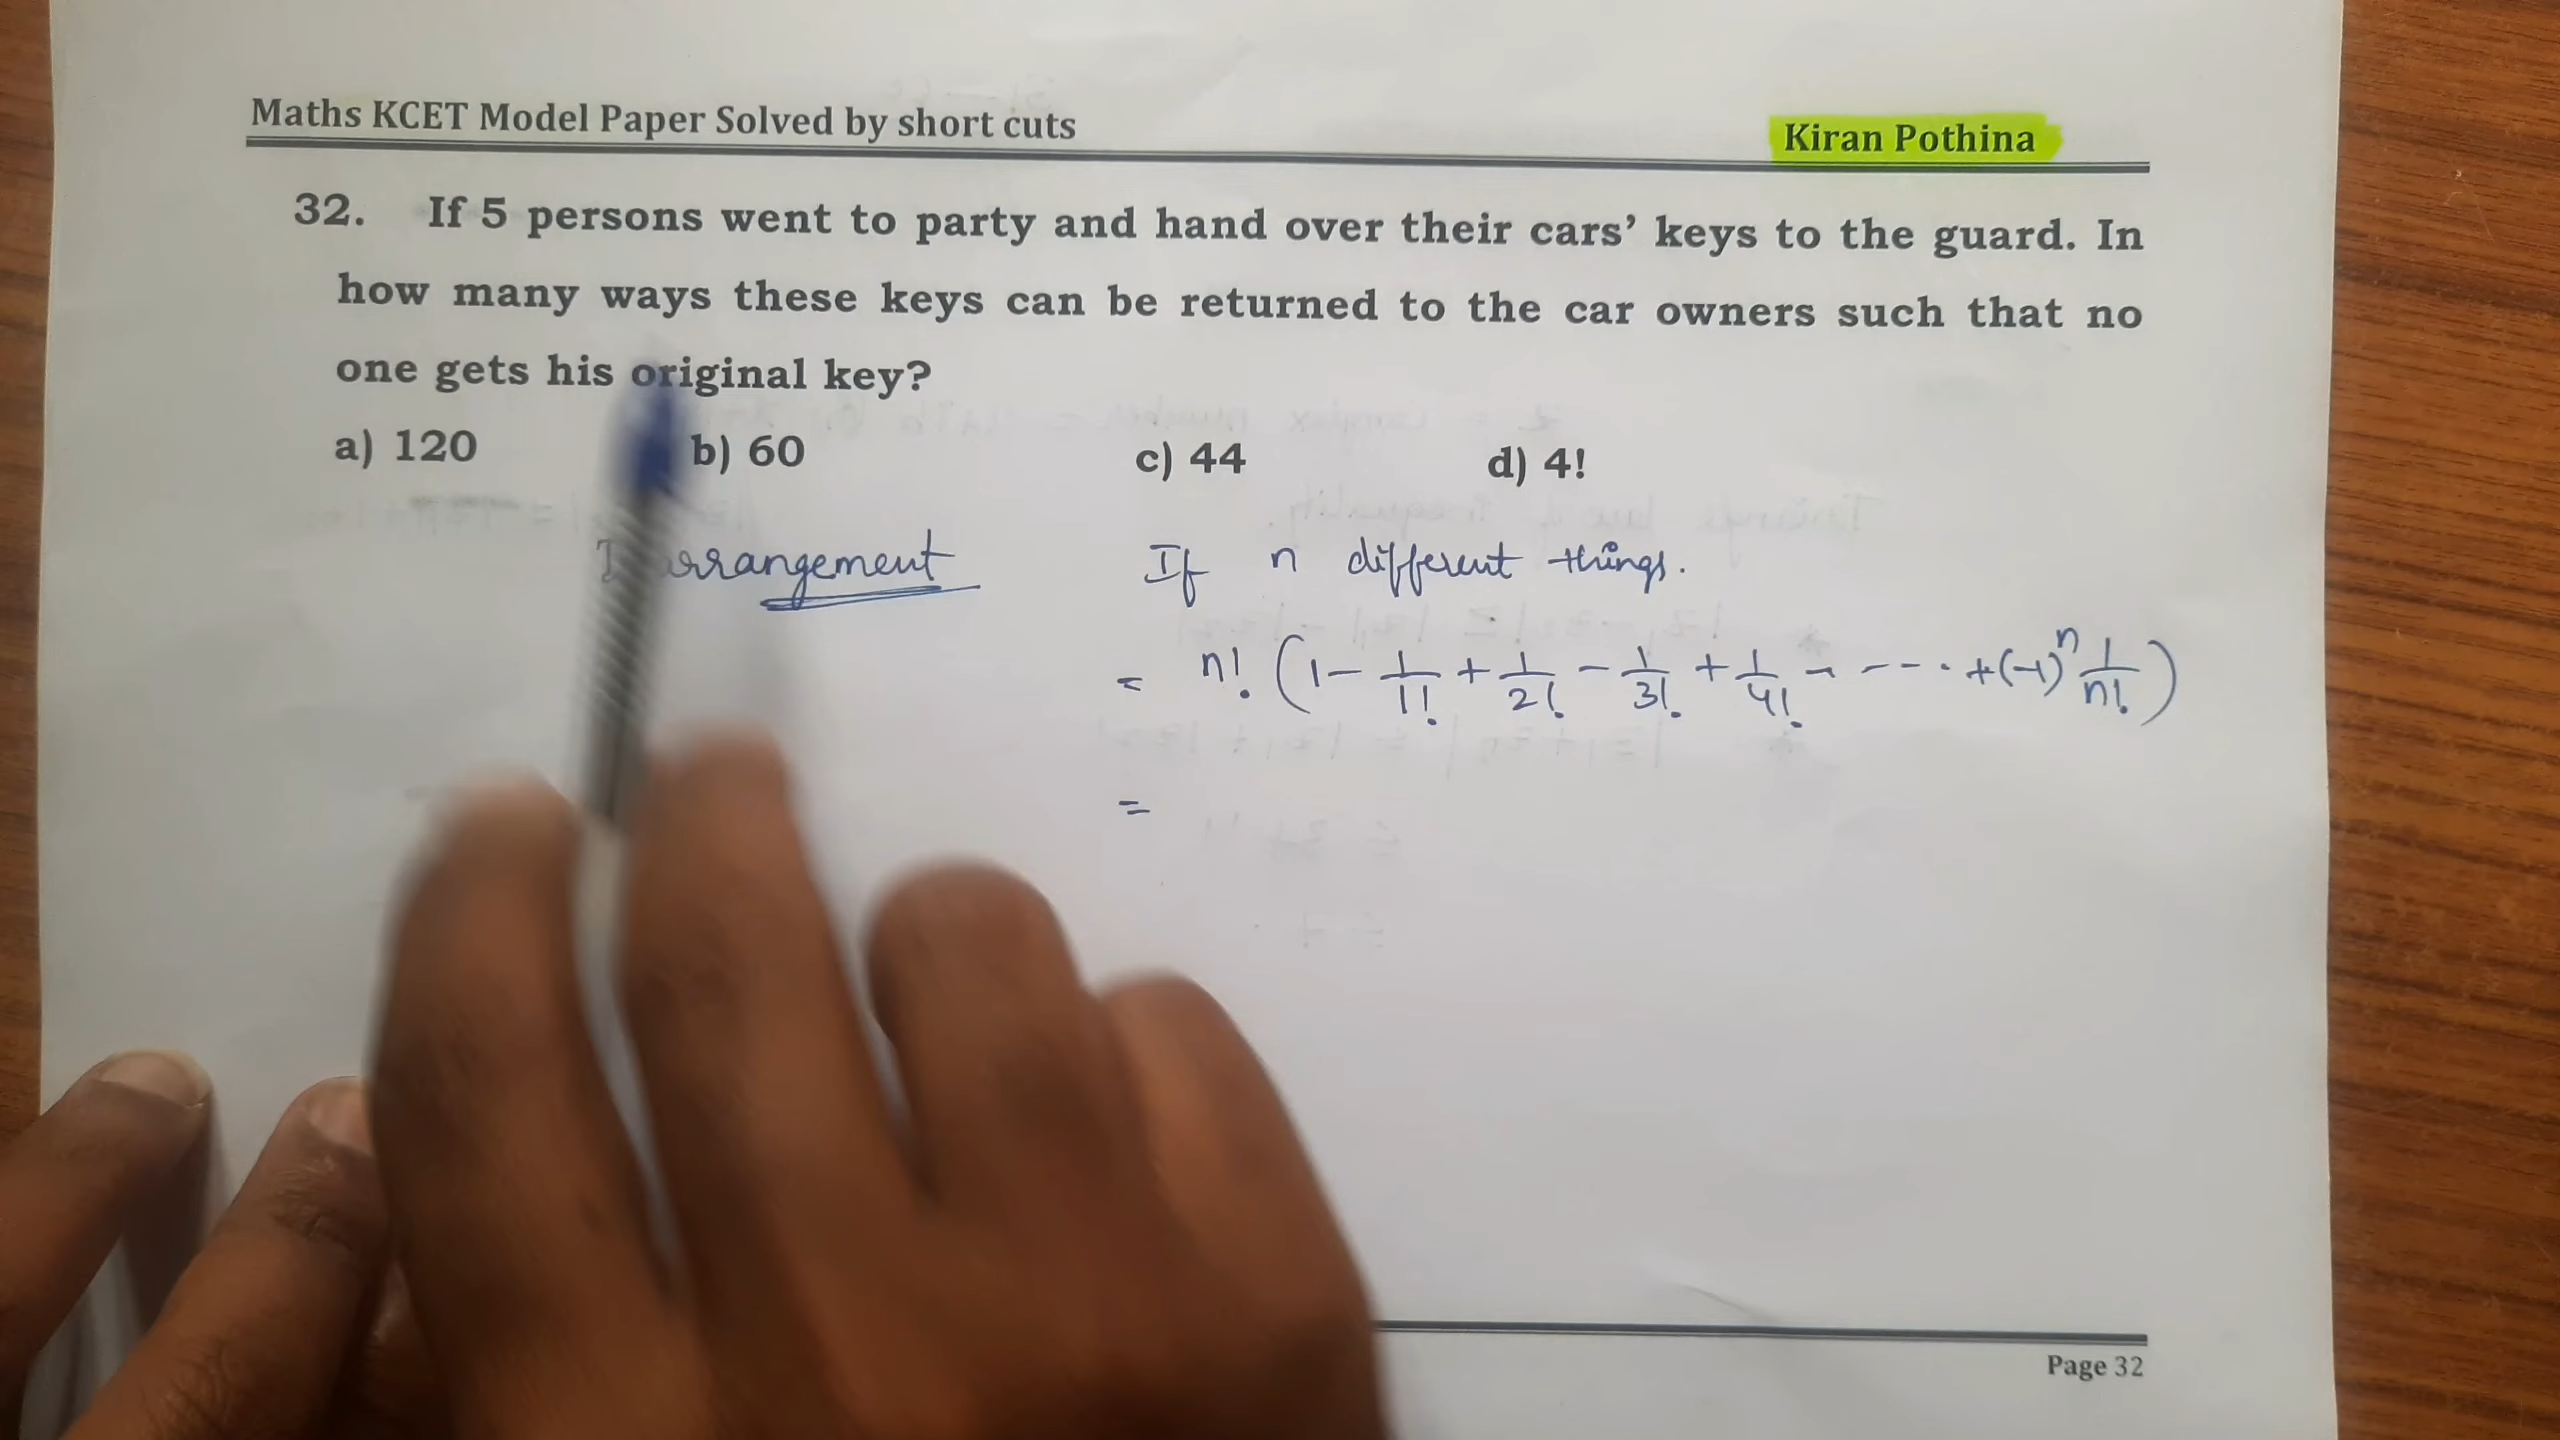 Maths KCET Model Paper Solved by short cuts
Kiran Pothina
32. If 5 persons went to party and hand over their cars' keys to the guard. In
how many ways these keys can be returned to the car owners such that no
one gets his original key?
a) 120 b) 60 c) 44 d) 4!
If n different things.
= n! (1 - 1/1! + 1/2! - 1/3! + 1/4! - ---- + (-1)^n 1/n!)
=
Page 32